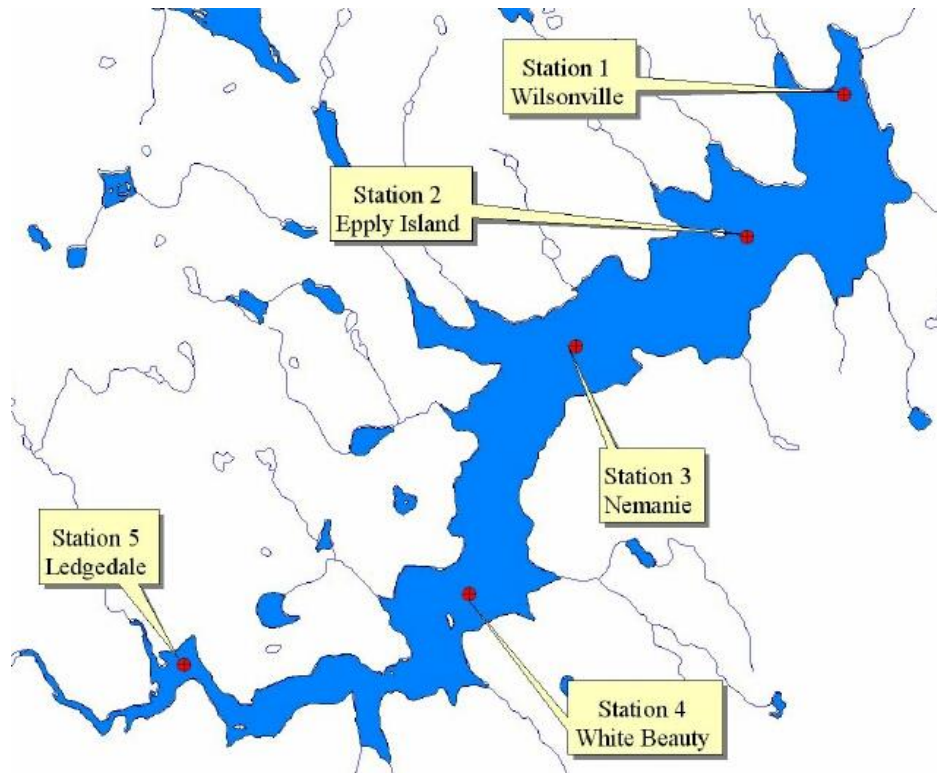 Station 1
Wilsonville
Station 2
Epply Island
Station 3
Nemanie
Station 5
Ledgedale
Station 4
White Beauty